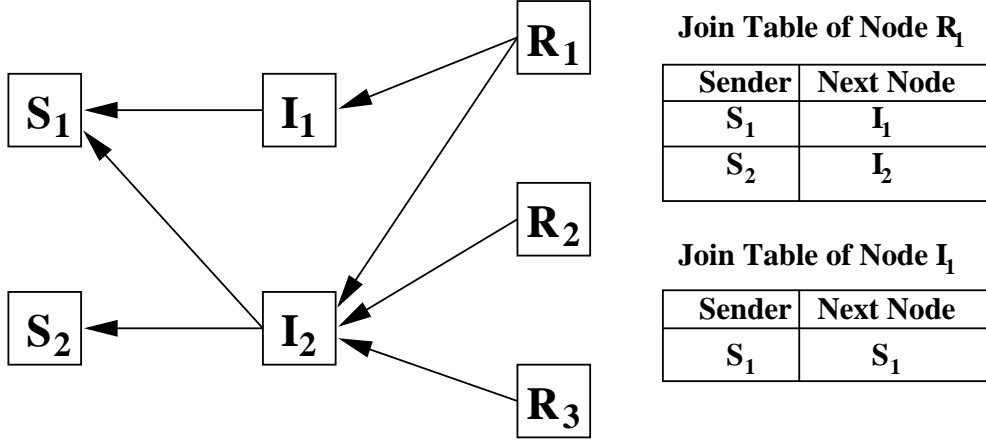 S1
I1
R1
R2
S2
I2
R3
Join Table of Node R1
Sender Next Node
S1 I1
S2 I2
Join Table of Node I1
Sender Next Node
S1 S1